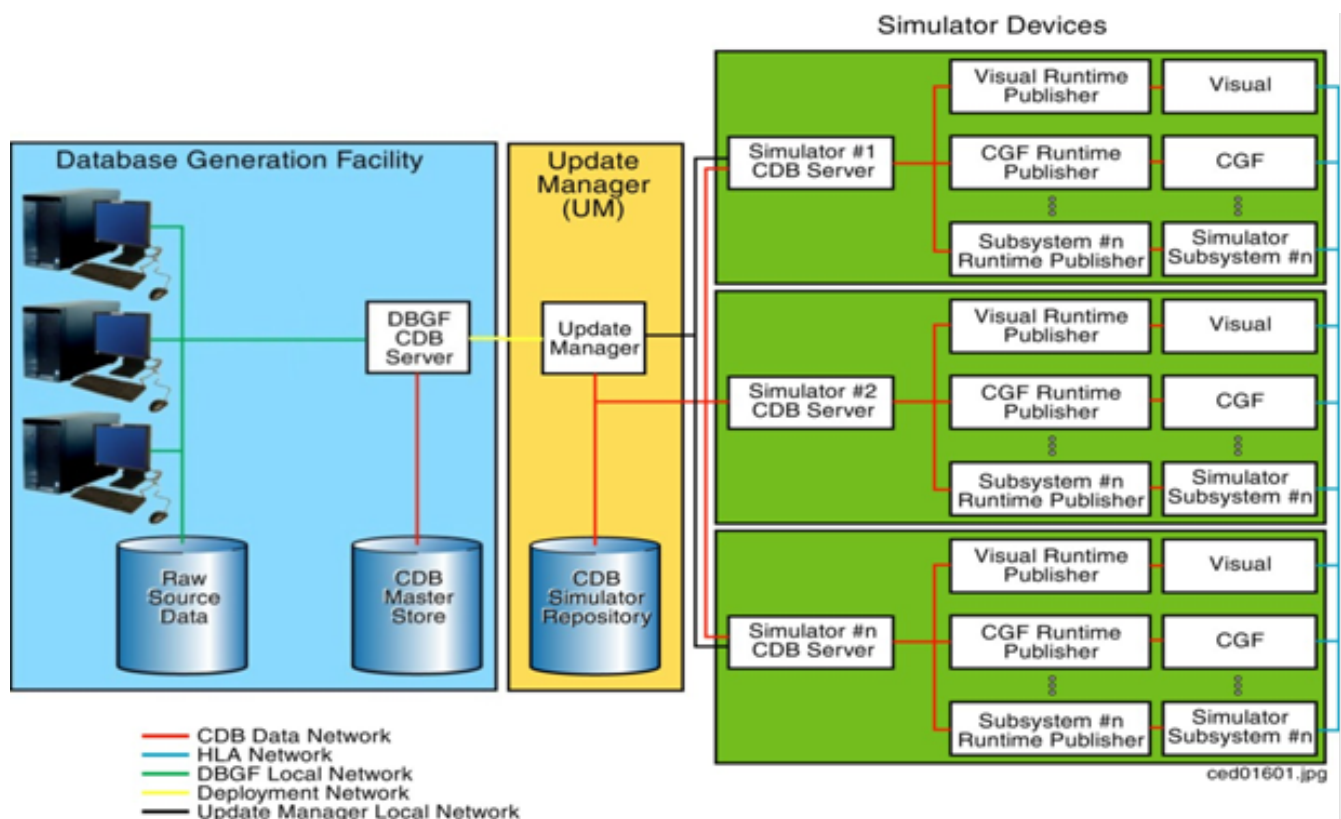 Simulator Devices
Database Generation Facility
DBGF
CDB
Server
Raw
Source
Data
CDB
Master
Store
Update
Manager
(UM)
Update
Manager
CDB
Simulator
Repository
Simulator #1
CDB Server
Visual Runtime
Publisher
Visual
CGF Runtime
Publisher
CGF
Subsystem #n
Runtime Publisher
Simulator
Subsystem #n
Simulator #2
CDB Server
Visual Runtime
Publisher
Visual
CGF Runtime
Publisher
CGF
Subsystem #n
Runtime Publisher
Simulator
Subsystem #n
Simulator #n
CDB Server
Visual Runtime
Publisher
Visual
CGF Runtime
Publisher
CGF
Subsystem #n
Runtime Publisher
Simulator
Subsystem #n
ced01601.jpg
CDB Data Network
HLA Network
DBGF Local Network
Deployment Network
Update Manager Local Network